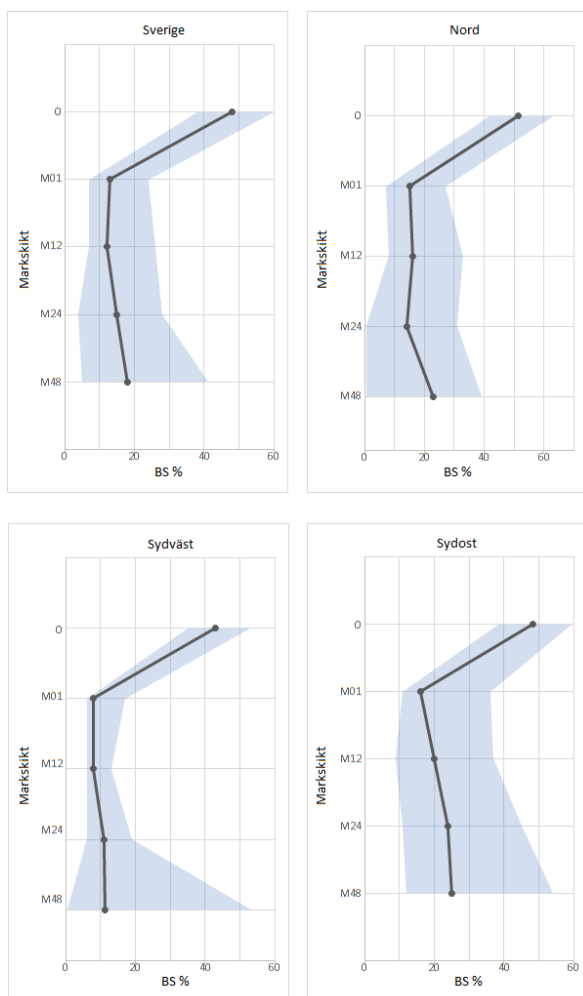 Sverige
O
M01
M12
M24
M48
Markskikt
0
20
40
60
BS %
Nord
O
M01
M12
M24
M48
Markskikt
0
20
40
60
BS %
Sydväst
O
M01
M12
M24
M48
Markskikt
0
20
40
60
BS %
Sydost
O
M01
M12
M24
M48
Markskikt
0
20
40
60
BS %